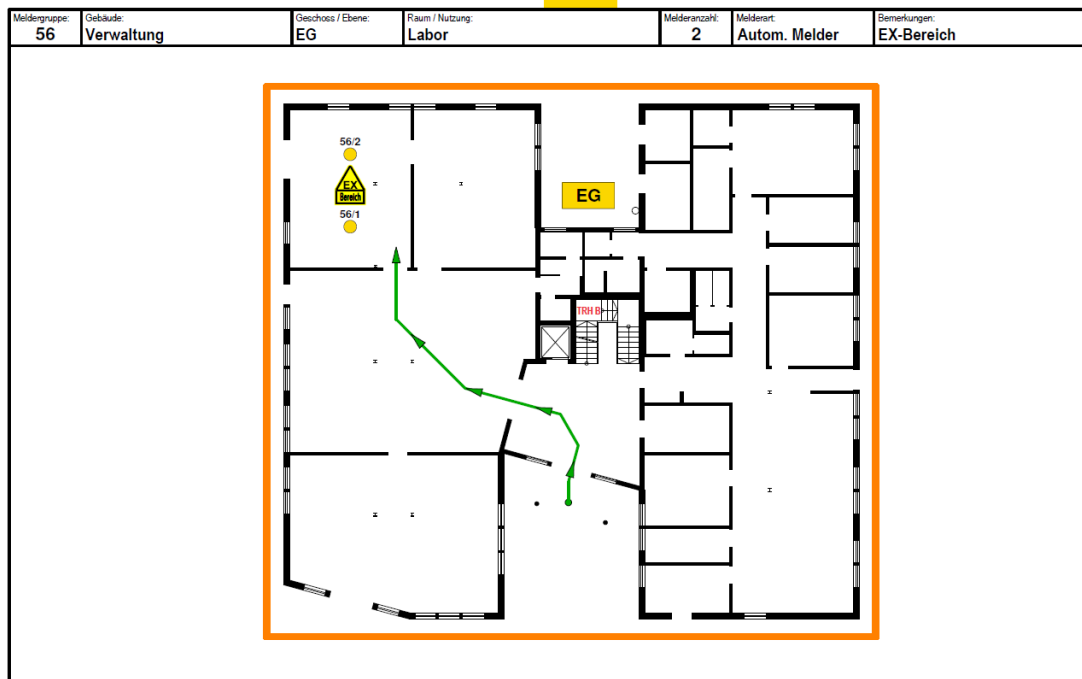 Meldergruppe: Gebäude: Geschoss / Ebene: Raum / Nutzung: Melderanzahl: Melderart: Bemerkungen:
56 Verwaltung EG Labor 2 Autom. Melder EX-Bereich
56/2
EX
Bereich
EG
56/1
TRH B